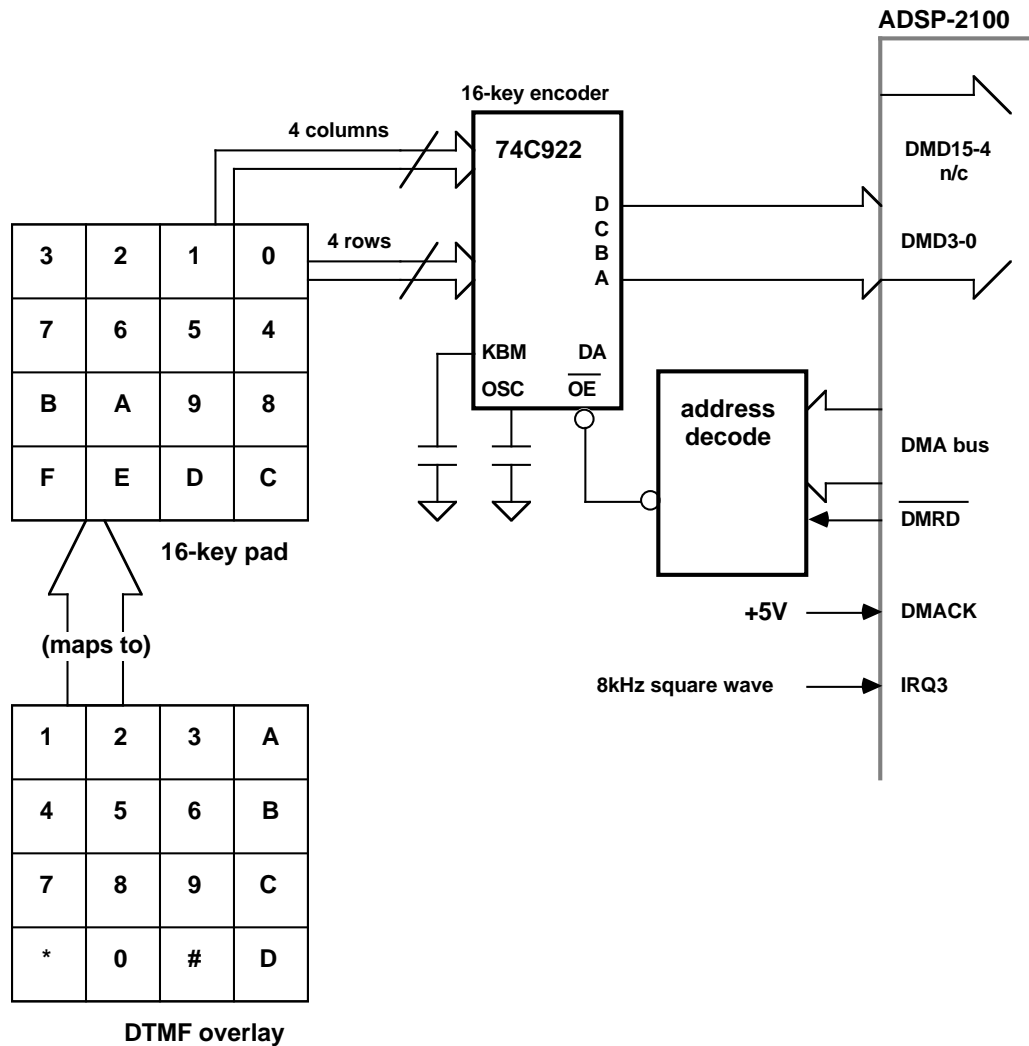 ADSP-2100
16-key encoder
4 columns
74C922
DMD15-4
n/c
D
C
B
A
DMD3-0
4 rows
3 2 1 0
7 6 5 4
B A 9 8
F E D C
KBM DA
OSC OE
address
decode
DMA bus
DMRD
16-key pad
+5V
DMACK
(maps to)
8kHz square wave
IRQ3
1 2 3 A
4 5 6 B
7 8 9 C
* 0 # D
DTMF overlay